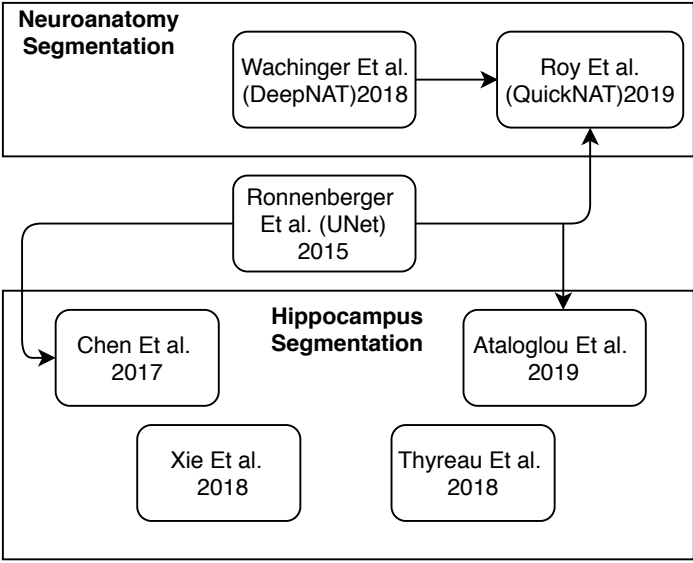 Neuroanatomy
Segmentation
Wachinger Et al.
(DeepNAT)2018
Roy Et al.
(QuickNAT)2019
Ronnenberger
Et al. (UNet)
2015
Hippocampus
Segmentation
Chen Et al.
2017
Ataloglou Et al.
2019
Xie Et al.
2018
Thyreau Et al.
2018